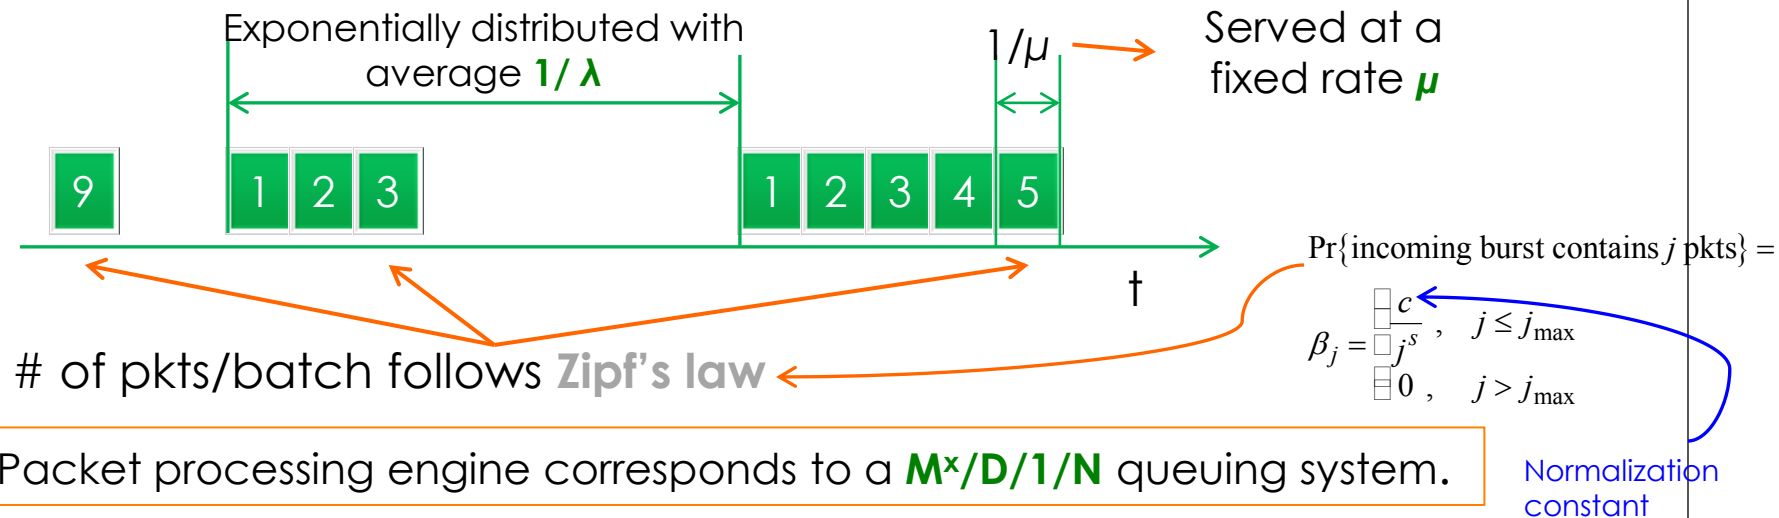 Exponentially distributed with
average 1/ λ
1/μ
Served at a
fixed rate μ
9
1 2 3
1 2 3 4 5
t
Pr{incoming burst contains j pkts} =
β_j = c / j^s , j ≤ j_max
0 , j > j_max
# of pkts/batch follows Zipf's law
Packet processing engine corresponds to a Mˣ/D/1/N queuing system.
Normalization
constant